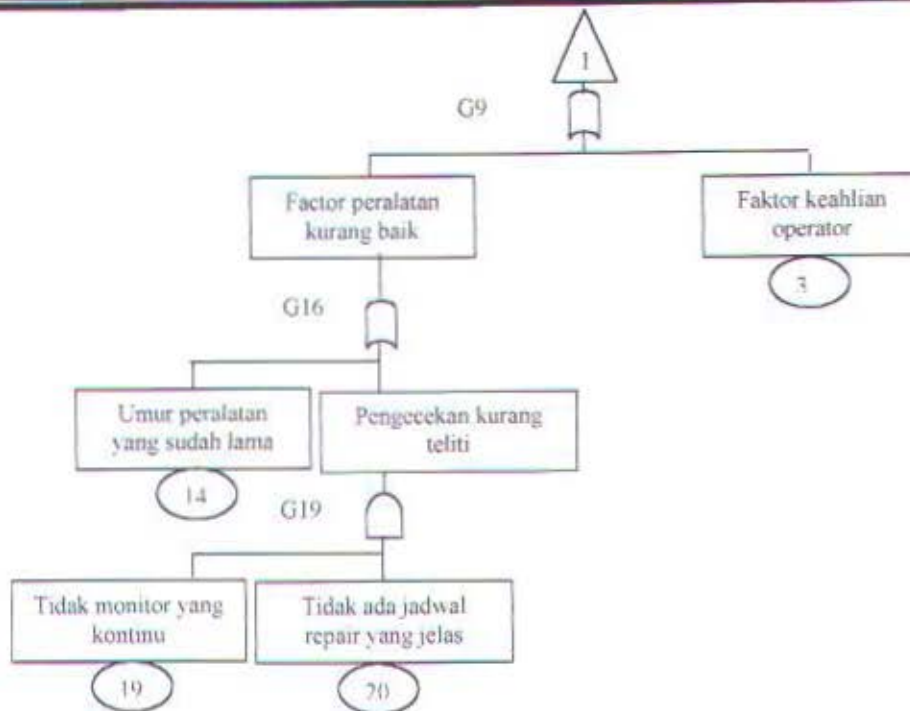 1
G9
Factor peralatan
kurang baik
Faktor keahlian
operator
3
G16
Umur peralatan
yang sudah lama
Pengecekan kurang
teliti
14
G19
Tidak monitor yang
kontinu
Tidak ada jadwal
repair yang jelas
19
20